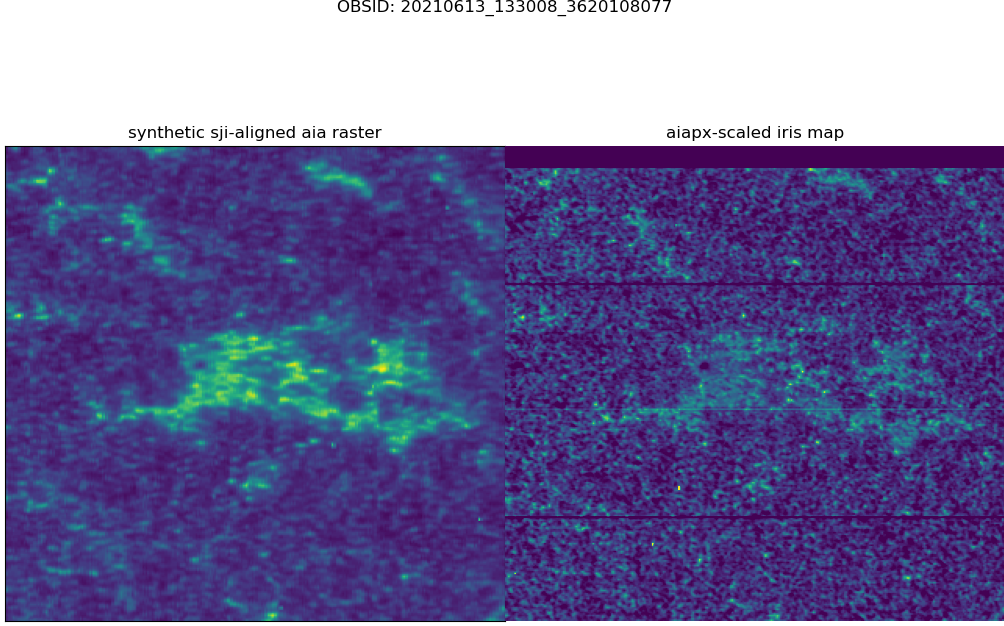 OBSID: 20210613_133008_3620108077
synthetic sji-aligned aia raster
aiapx-scaled iris map